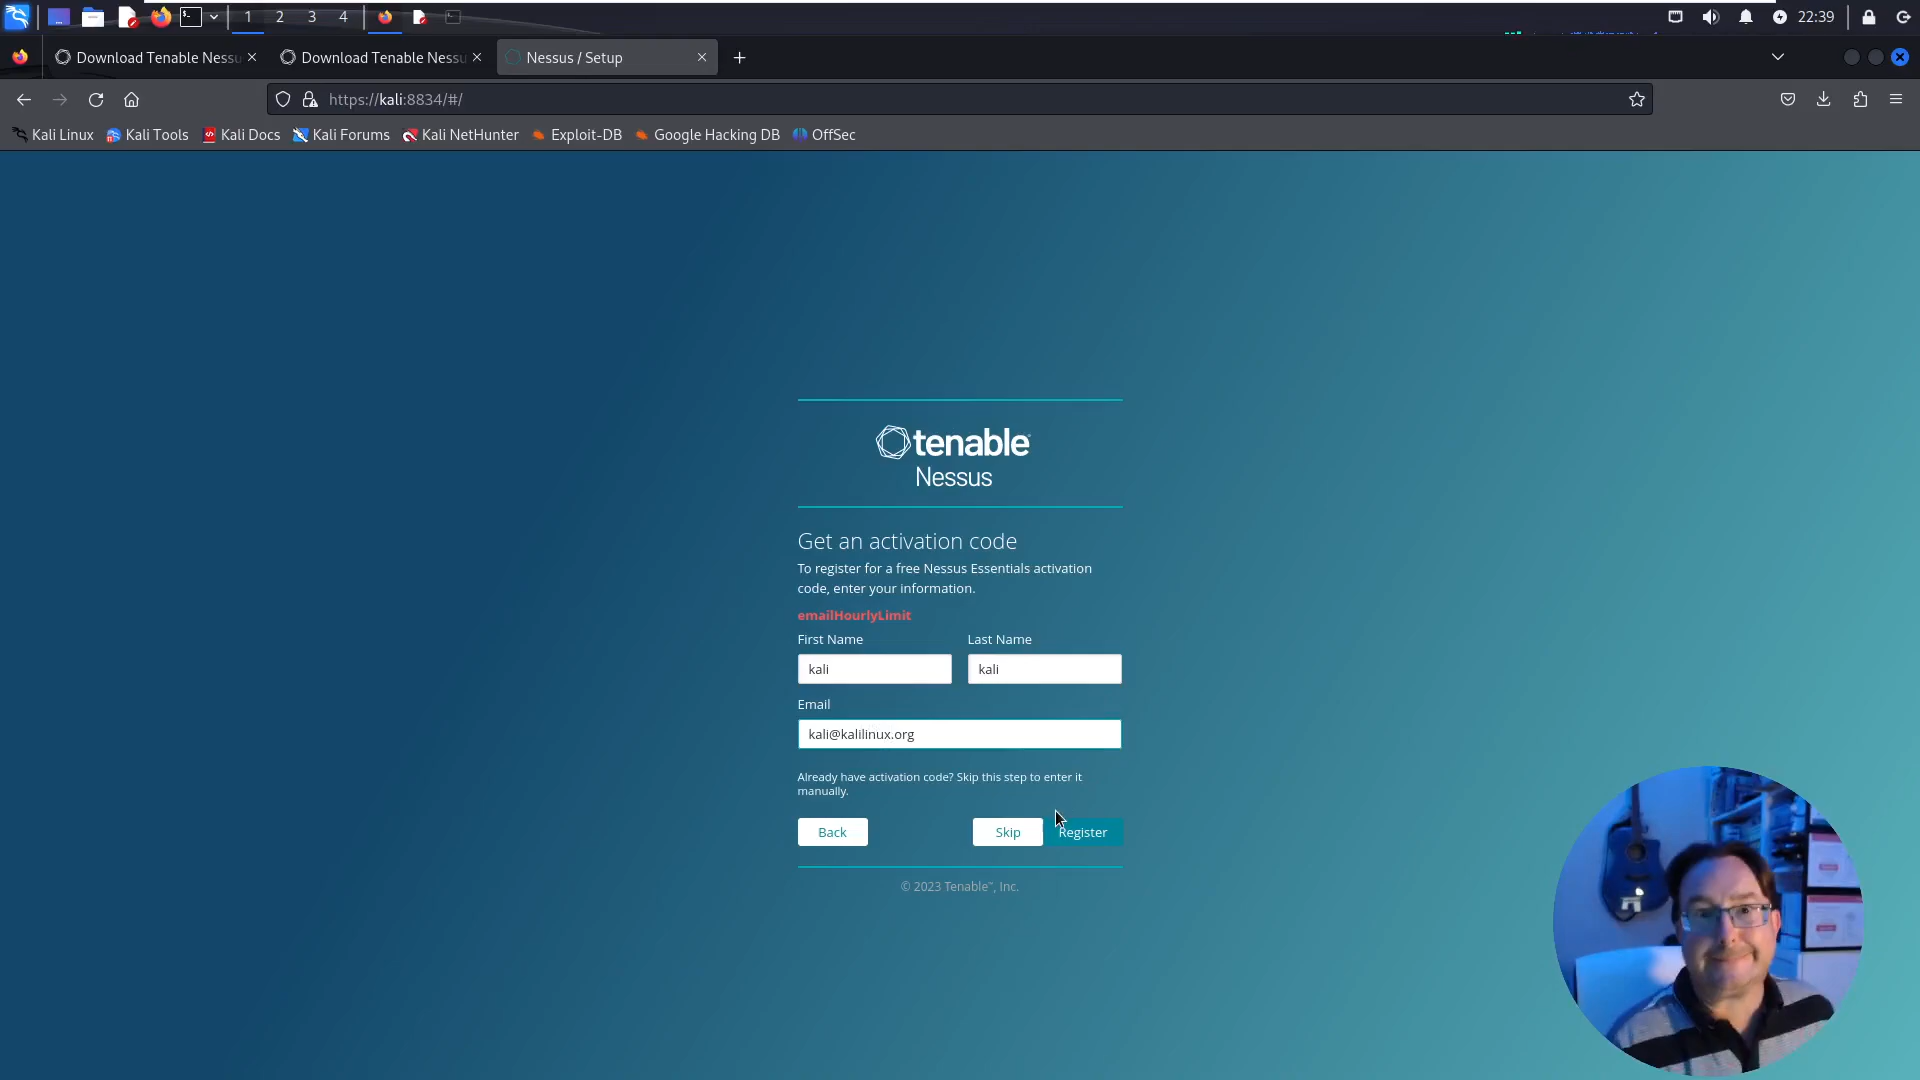 1 2 3 4 22:39
Download Tenable Nessu Download Tenable Nessu Nessus / Setup
https://kali:8834/#/
Kali Linux Kali Tools Kali Docs Kali Forums Kali NetHunter Exploit-DB Google Hacking DB OffSec
tenable
Nessus
Get an activation code
To register for a free Nessus Essentials activation
code, enter your information.
emailHourlyLimit
First Name Last Name
kali kali
Email
kali@kalilinux.org
Already have activation code? Skip this step to enter it
manually.
Back Skip Register
© 2023 Tenable™, Inc.